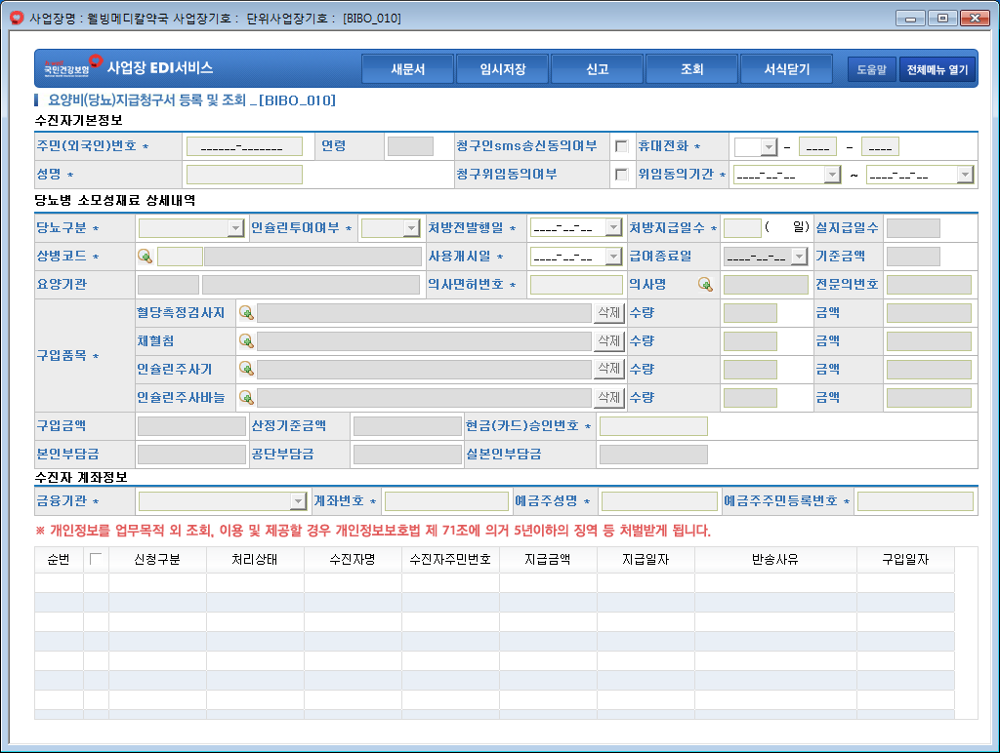 사업장명 : 웰빙메디칼약국 사업장기호 : 단위사업장기호 : [BIBO_010]
국민건강보험 사업장 EDI서비스 새문서 임시저장 신고 조회 서식닫기 도움말 전체메뉴 열기
요양비(당뇨)지급청구서 등록 및 조회 _[BIBO_010]
수진자기본정보
주민(외국인)번호 * ______-_______ 연령 청구인sms송신동의여부 휴대전화 * - ____ - ____
성명 * 청구위임동의여부 위임동의기간 * ____-__-__ ~ ____-__-__
당뇨병 소모성재료 상세내역
당뇨구분 * 인슐린투여여부 * 처방전발행일 * ____-__-__ 처방지급일수 * ( 일) 실지급일수
상병코드 * 사용개시일 * ____-__-__ 급여종료일 ____-__-__ 기준금액
요양기관 의사면허번호 * 의사명 전문의번호
구입품목 *
혈당측정검사지 삭제 수량 금액
채혈침 삭제 수량 금액
인슐린주사기 삭제 수량 금액
인슐린주사바늘 삭제 수량 금액
구입금액 산정기준금액 현금(카드)승인번호 *
본인부담금 공단부담금 실본인부담금
수진자 계좌정보
금융기관 * 계좌번호 * 예금주성명 * 예금주주민등록번호 *
※ 개인정보를 업무목적 외 조회, 이용 및 제공할 경우 개인정보보호법 제 71조에 의거 5년이하의 징역 등 처벌받게 됩니다.
순번 신청구분 처리상태 수진자명 수진자주민번호 지급금액 지급일자 반송사유 구입일자